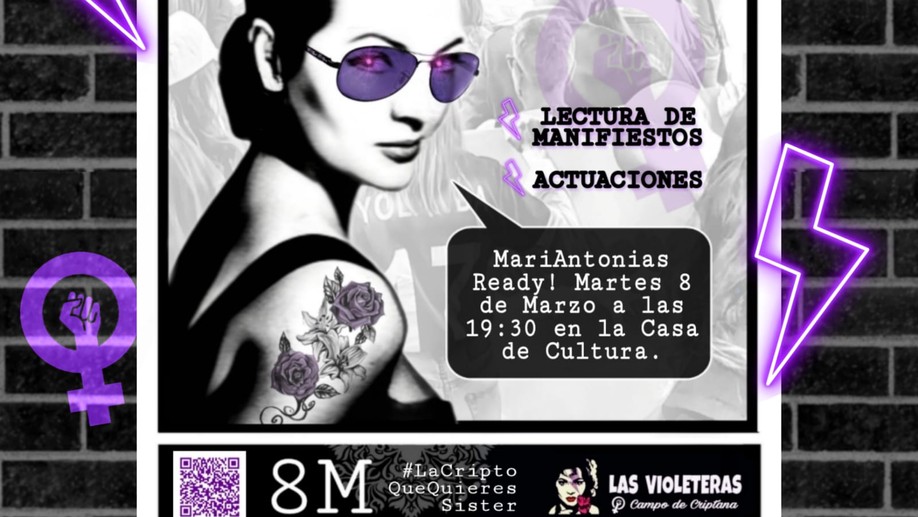 LECTURA DE
MANIFIESTOS
ACTUACIONES
MariAntonias
Ready! Martes 8
de Marzo a las
19:30 en la Casa
de Cultura.
8M
#LaCripto
QueQuieres
Sister
LAS VIOLETERAS
Campo de Criptana